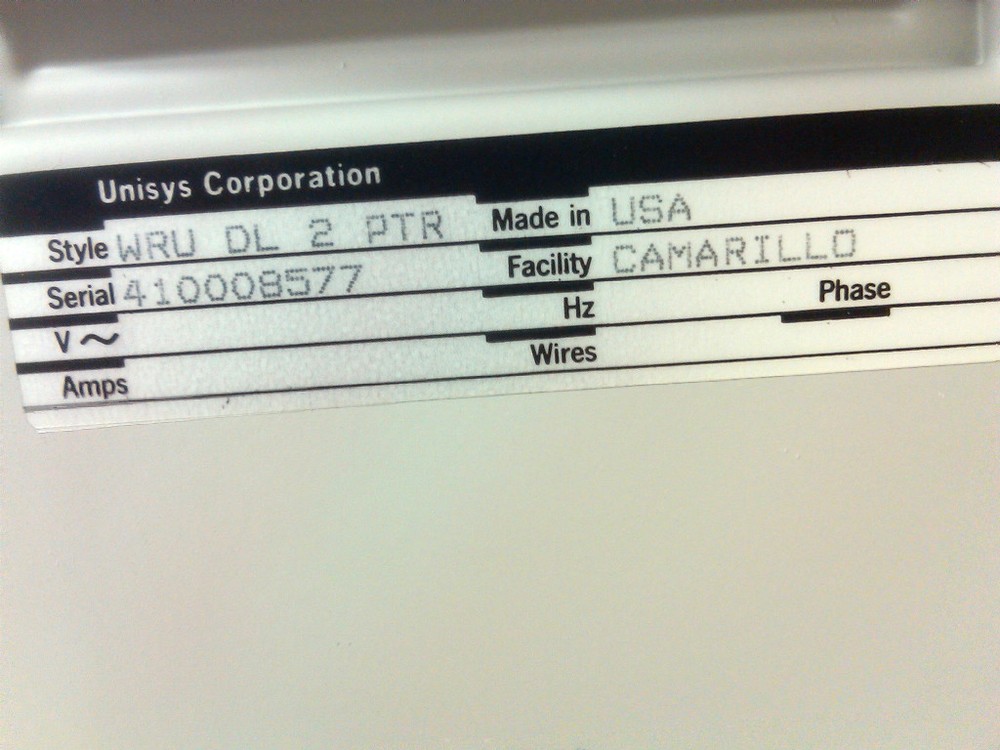 Unisys Corporation
Style WRU DL 2 PTR Made in USA
Serial 410008577 Facility CAMARILLO
V ~ Hz Phase
Amps Wires